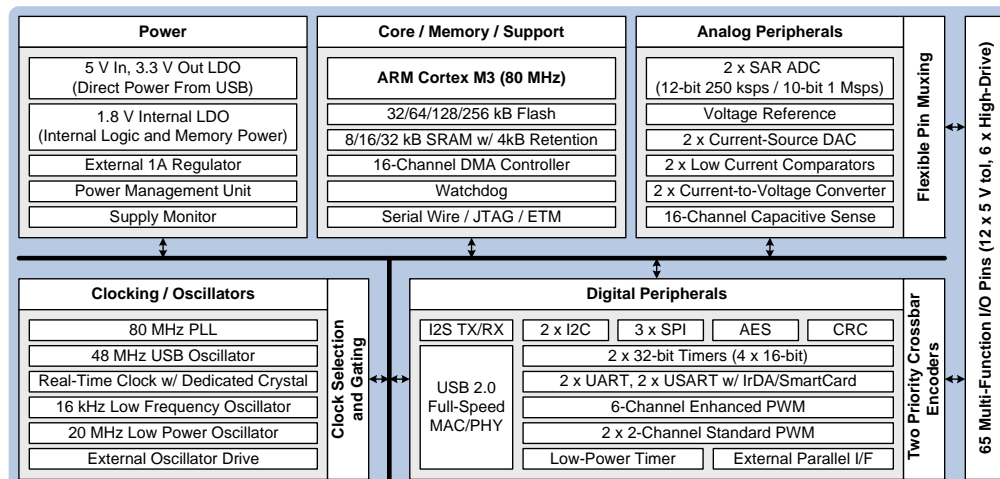 Power
5 V In, 3.3 V Out LDO
(Direct Power From USB)
1.8 V Internal LDO
(Internal Logic and Memory Power)
External 1A Regulator
Power Management Unit
Supply Monitor
Core / Memory / Support
ARM Cortex M3 (80 MHz)
32/64/128/256 kB Flash
8/16/32 kB SRAM w/ 4kB Retention
16-Channel DMA Controller
Watchdog
Serial Wire / JTAG / ETM
Analog Peripherals
2 x SAR ADC
(12-bit 250 ksps / 10-bit 1 Msps)
Voltage Reference
2 x Current-Source DAC
2 x Low Current Comparators
2 x Current-to-Voltage Converter
16-Channel Capacitive Sense
Flexible Pin Muxing
65 Multi-Function I/O Pins (12 x 5 V tol, 6 x High-Drive)
Clocking / Oscillators
80 MHz PLL
48 MHz USB Oscillator
Real-Time Clock w/ Dedicated Crystal
16 kHz Low Frequency Oscillator
20 MHz Low Power Oscillator
External Oscillator Drive
Clock Selection
and Gating
Digital Peripherals
I2S TX/RX
2 x I2C
3 x SPI
AES
CRC
USB 2.0
Full-Speed
MAC/PHY
2 x 32-bit Timers (4 x 16-bit)
2 x UART, 2 x USART w/ IrDA/SmartCard
6-Channel Enhanced PWM
2 x 2-Channel Standard PWM
Low-Power Timer
External Parallel I/F
Two Priority Crossbar
Encoders